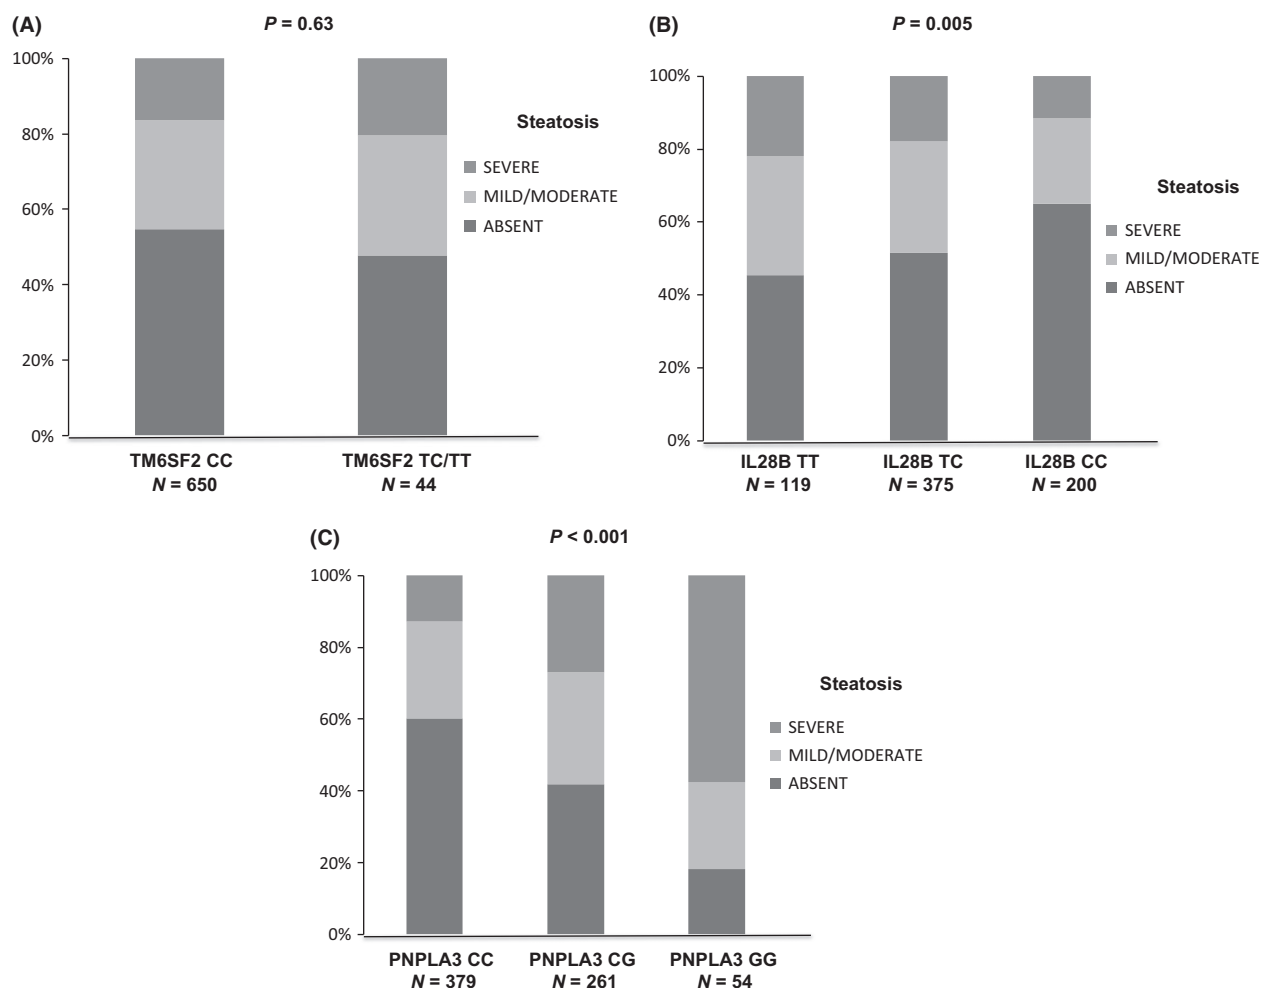 (A)
P = 0.63
100%
80%
60%
40%
20%
0%
Steatosis
SEVERE
MILD/MODERATE
ABSENT
TM6SF2 CC
N = 650
TM6SF2 TC/TT
N = 44
(B)
P = 0.005
100%
80%
60%
40%
20%
0%
Steatosis
SEVERE
MILD/MODERATE
ABSENT
IL28B TT
N = 119
IL28B TC
N = 375
IL28B CC
N = 200
(C)
P < 0.001
100%
80%
60%
40%
20%
0%
Steatosis
SEVERE
MILD/MODERATE
ABSENT
PNPLA3 CC
N = 379
PNPLA3 CG
N = 261
PNPLA3 GG
N = 54